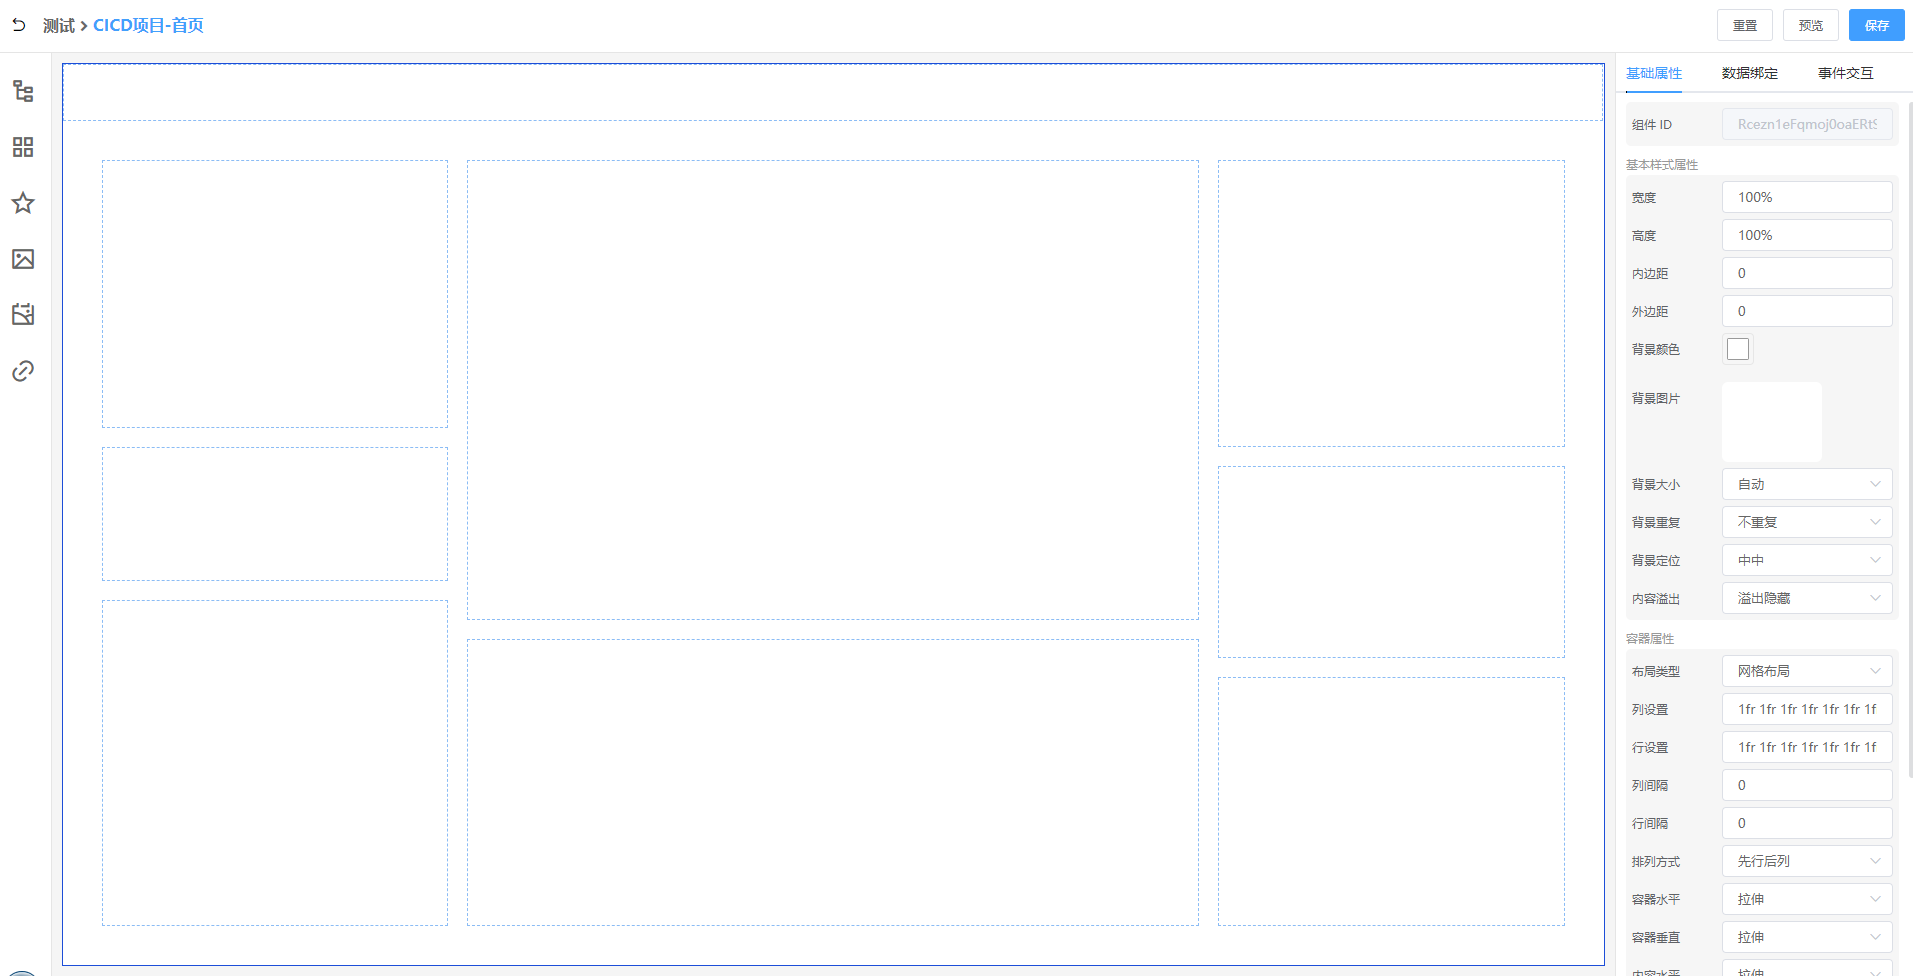 测试 CICD项目-首页
重置 预览 保存
基础属性 数据绑定 事件交互
组件 ID Rcezn1eFqmoj0oaERtS
基本样式属性
宽度 100%
高度 100%
内边距 0
外边距 0
背景颜色
背景图片
背景大小 自动
背景重复 不重复
背景定位 中中
内容溢出 溢出隐藏
容器属性
布局类型 网格布局
列设置 1fr 1fr 1fr 1fr 1fr 1fr 1f
行设置 1fr 1fr 1fr 1fr 1fr 1fr 1f
列间隔 0
行间隔 0
排列方式 先行后列
容器水平 拉伸
容器垂直 拉伸
内容水平 拉伸